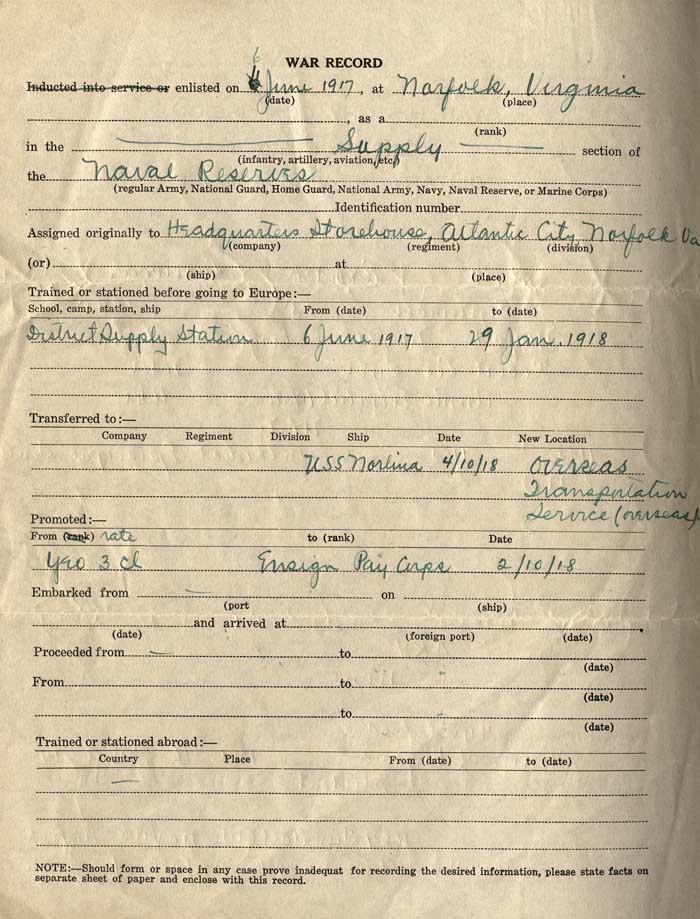 WAR RECORD
Inducted into service or enlisted on 6 June 1917, at Norfolk, Virginia
(date) (place)
, as a
(rank)
in the Supply section of
(infantry, artillery, aviation, etc.)
the Naval Reserves
(regular Army, National Guard, Home Guard, National Army, Navy, Naval Reserve, or Marine Corps)
Identification number
Assigned originally to Headquarters Storehouse, Atlantic City, Norfolk Va
(company) (regiment) (division)
(or) at
(ship) (place)
Trained or stationed before going to Europe:—
School, camp, station, ship From (date) to (date)
District Supply Station 6 June 1917 29 Jan. 1918
Transferred to:—
Company Regiment Division Ship Date New Location
USS Norlina 4/10/18 Overseas
Transportation
Service (overseas)
Promoted:—
From (rank) rate to (rank) Date
Yeo 3 cl Ensign Pay Corps 2/10/18
Embarked from on
(port (ship)
and arrived at
(date) (foreign port) (date)
Proceeded from to
(date)
From to
(date)
to
(date)
Trained or stationed abroad:—
Country Place From (date) to (date)
NOTE:—Should form or space in any case prove inadequat for recording the desired information, please state facts on
separate sheet of paper and enclose with this record.